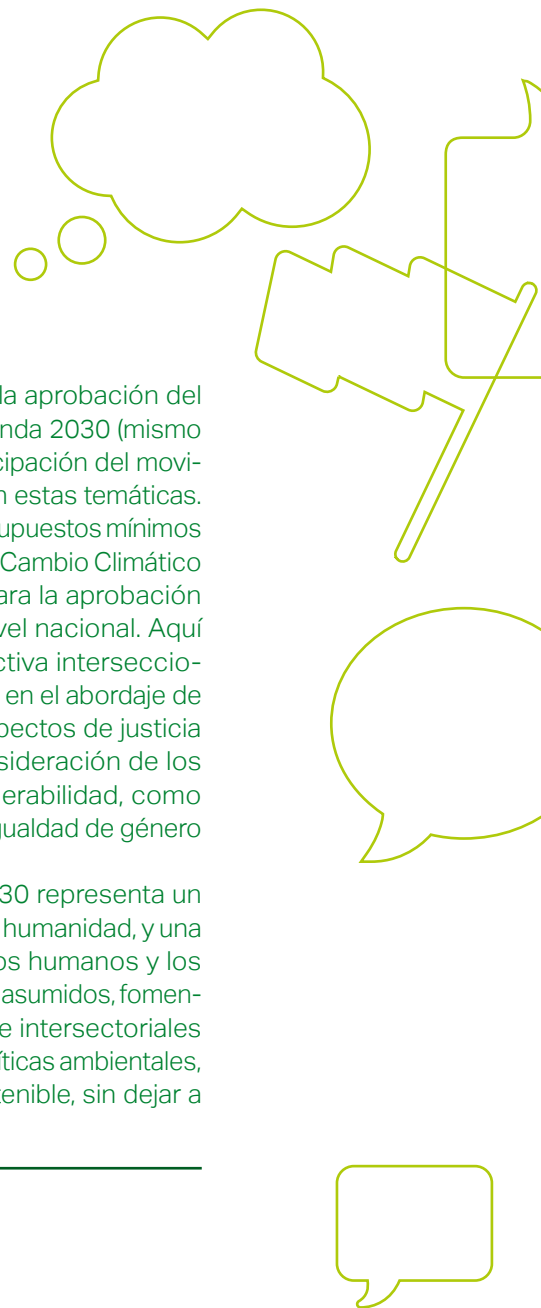 la aprobación del
nda 2030 (mismo
cipación del movi-
n estas temáticas.
upuestos mínimos
Cambio Climático
ara la aprobación
vel nacional. Aquí
ctiva interseccio-
en el abordaje de
pectos de justicia
sideración de los
erabilidad, como
gualdad de género
30 representa un
humanidad, y una
os humanos y los
asumidos, fomen-
e intersectoriales
íticas ambientales,
tenible, sin dejar a